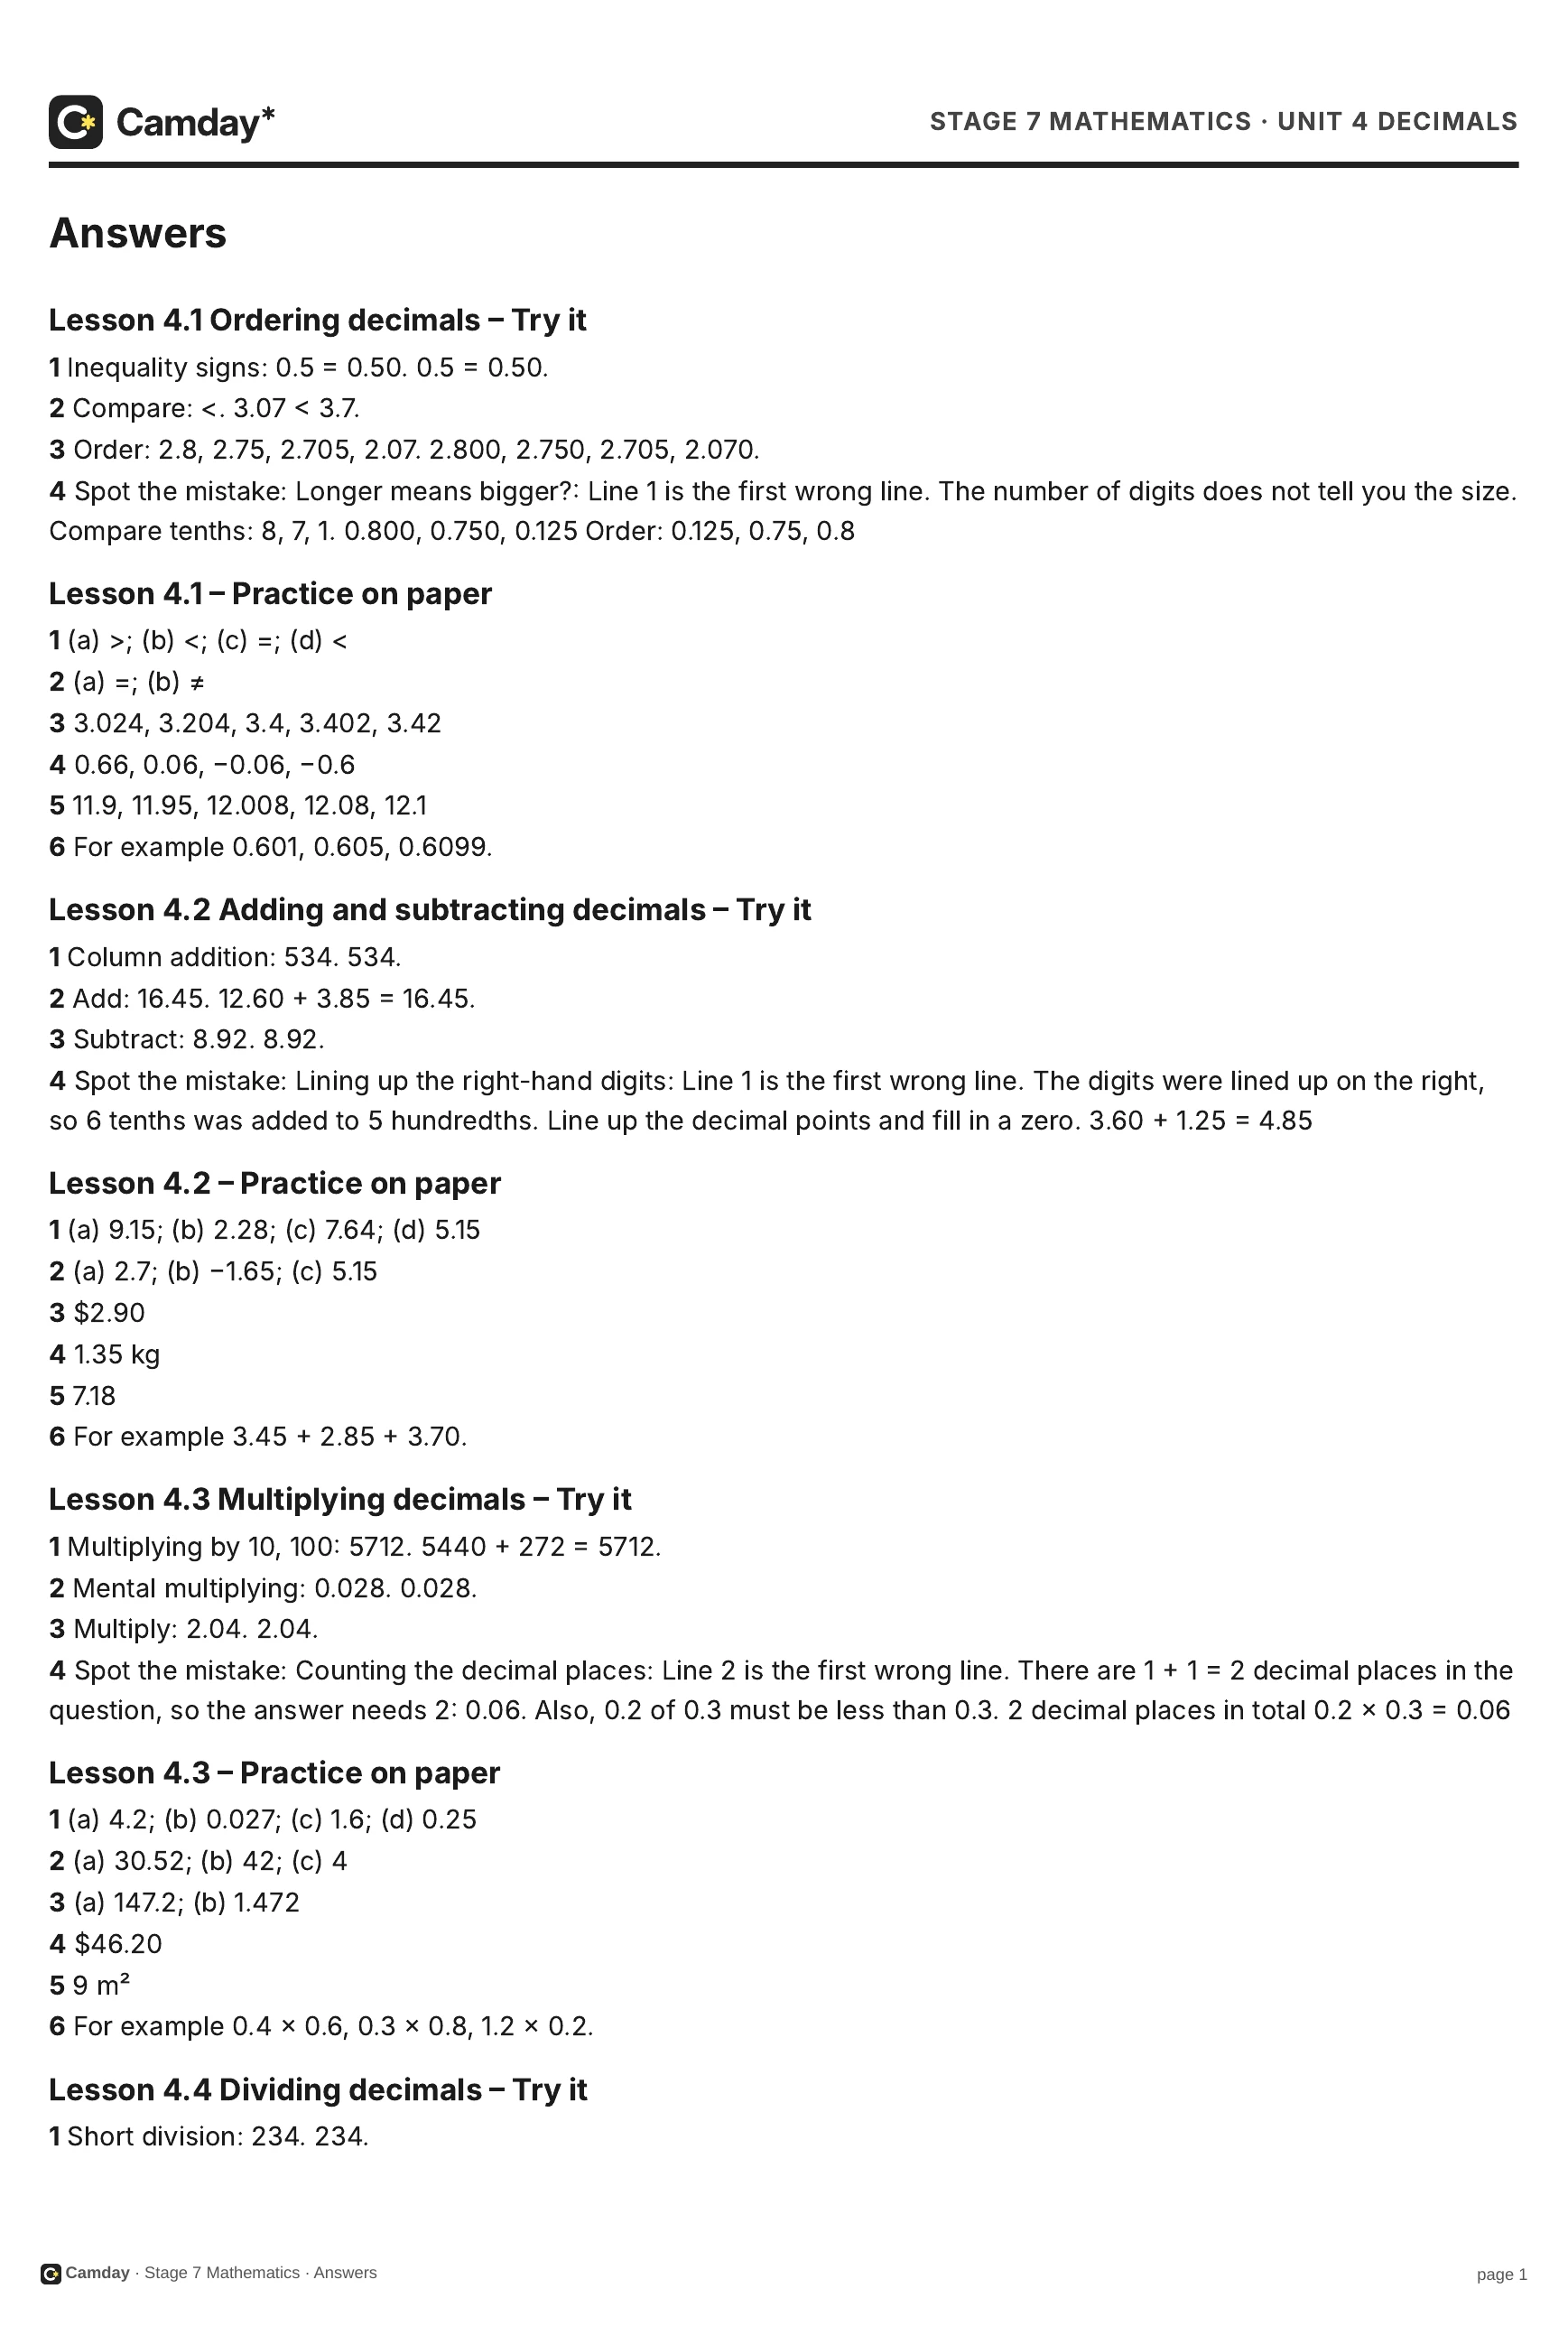 Camday*
STAGE 7 MATHEMATICS · UNIT 4 DECIMALS
Answers
Lesson 4.1 Ordering decimals – Try it
1 Inequality signs: 0.5 = 0.50. 0.5 = 0.50.
2 Compare: <. 3.07 < 3.7.
3 Order: 2.8, 2.75, 2.705, 2.07. 2.800, 2.750, 2.705, 2.070.
4 Spot the mistake: Longer means bigger?: Line 1 is the first wrong line. The number of digits does not tell you the size.
Compare tenths: 8, 7, 1. 0.800, 0.750, 0.125 Order: 0.125, 0.75, 0.8
Lesson 4.1 – Practice on paper
1 (a) >; (b) <; (c) =; (d) <
2 (a) =; (b) ≠
3 3.024, 3.204, 3.4, 3.402, 3.42
4 0.66, 0.06, −0.06, −0.6
5 11.9, 11.95, 12.008, 12.08, 12.1
6 For example 0.601, 0.605, 0.6099.
Lesson 4.2 Adding and subtracting decimals – Try it
1 Column addition: 534. 534.
2 Add: 16.45. 12.60 + 3.85 = 16.45.
3 Subtract: 8.92. 8.92.
4 Spot the mistake: Lining up the right-hand digits: Line 1 is the first wrong line. The digits were lined up on the right,
so 6 tenths was added to 5 hundredths. Line up the decimal points and fill in a zero. 3.60 + 1.25 = 4.85
Lesson 4.2 – Practice on paper
1 (a) 9.15; (b) 2.28; (c) 7.64; (d) 5.15
2 (a) 2.7; (b) −1.65; (c) 5.15
3 $2.90
4 1.35 kg
5 7.18
6 For example 3.45 + 2.85 + 3.70.
Lesson 4.3 Multiplying decimals – Try it
1 Multiplying by 10, 100: 5712. 5440 + 272 = 5712.
2 Mental multiplying: 0.028. 0.028.
3 Multiply: 2.04. 2.04.
4 Spot the mistake: Counting the decimal places: Line 2 is the first wrong line. There are 1 + 1 = 2 decimal places in the
question, so the answer needs 2: 0.06. Also, 0.2 of 0.3 must be less than 0.3. 2 decimal places in total 0.2 × 0.3 = 0.06
Lesson 4.3 – Practice on paper
1 (a) 4.2; (b) 0.027; (c) 1.6; (d) 0.25
2 (a) 30.52; (b) 42; (c) 4
3 (a) 147.2; (b) 1.472
4 $46.20
5 9 m²
6 For example 0.4 × 0.6, 0.3 × 0.8, 1.2 × 0.2.
Lesson 4.4 Dividing decimals – Try it
1 Short division: 234. 234.
Camday · Stage 7 Mathematics · Answers
page 1